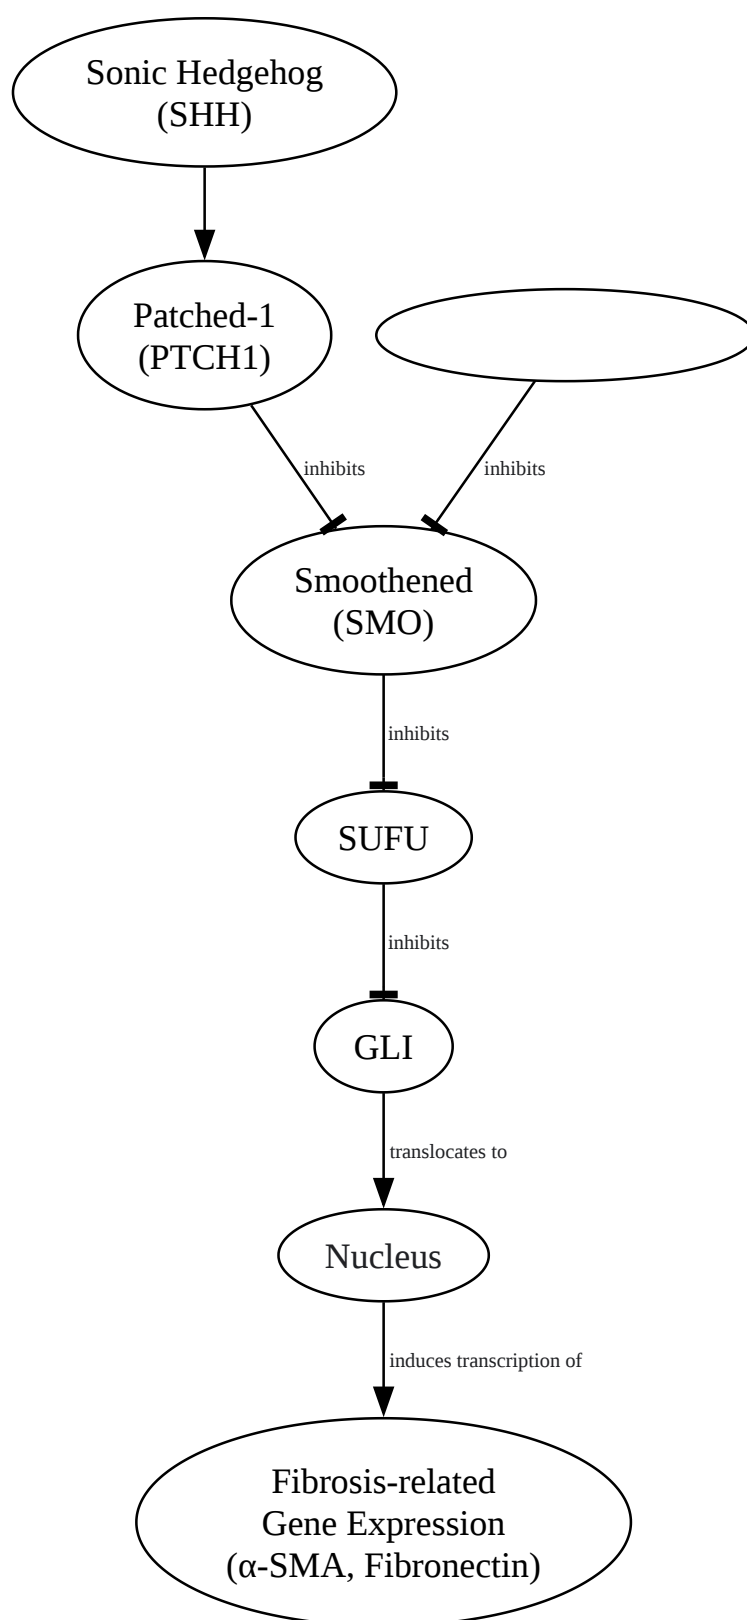 Sonic Hedgehog
(SHH)
Patched-1
(PTCH1)
inhibits
inhibits
Smoothened
(SMO)
inhibits
SUFU
inhibits
GLI
translocates to
Nucleus
induces transcription of
Fibrosis-related
Gene Expression
(α-SMA, Fibronectin)